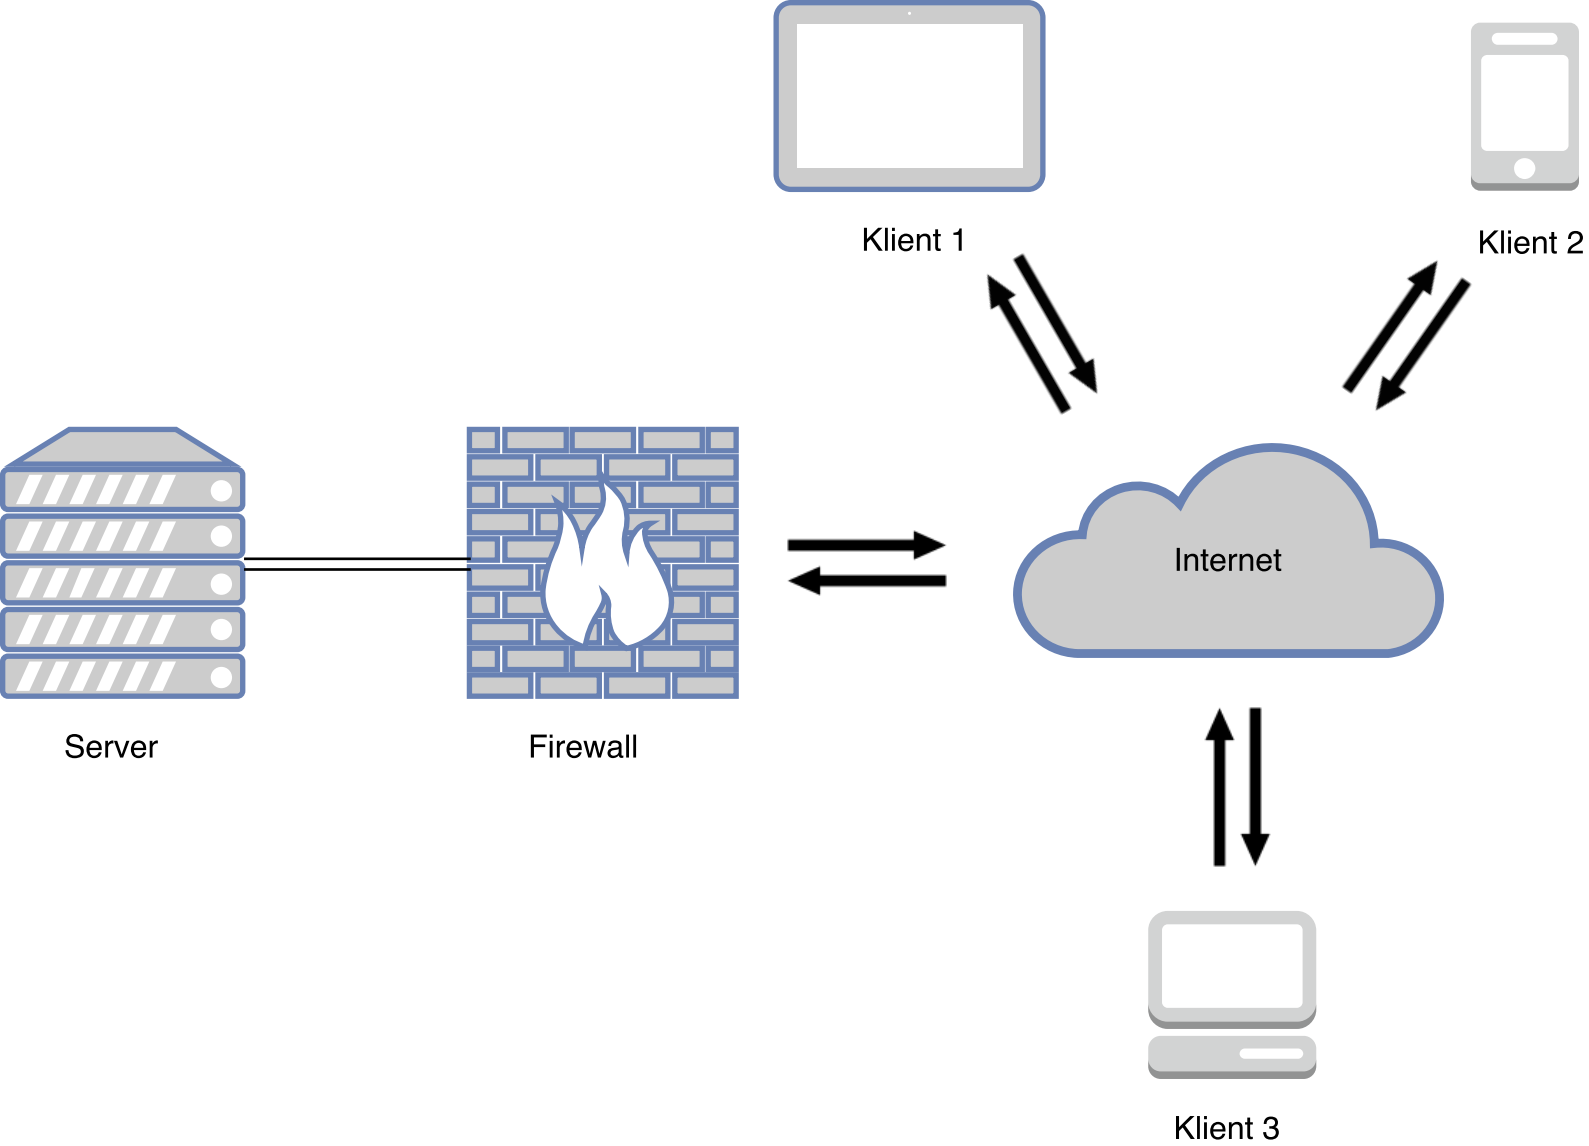 Klient 1
Klient 2
Internet
Server
Firewall
Klient 3